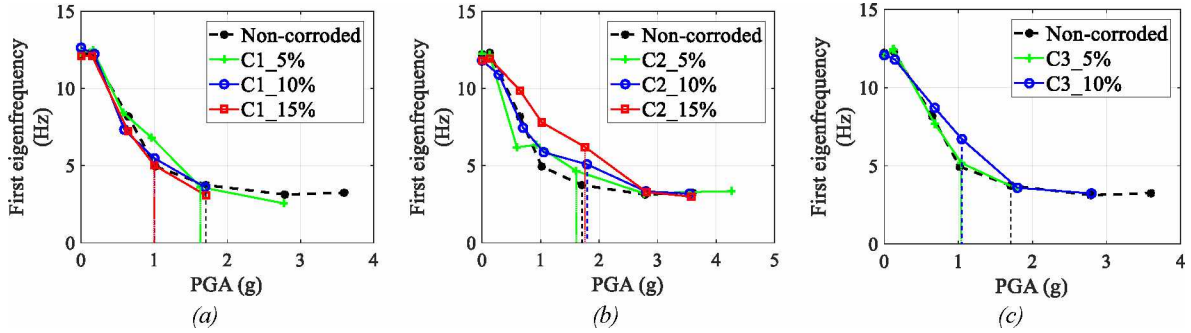 15
10
5
0
First eigenfrequency
(Hz)
Non-corroded
C1_5%
C1_10%
C1_15%
0 1 2 3 4
PGA (g)
(a)
15
10
5
0
First eigenfrequency
(Hz)
Non-corroded
C2_5%
C2_10%
C2_15%
0 1 2 3 4 5
PGA (g)
(b)
15
10
5
0
First eigenfrequency
(Hz)
Non-corroded
C3_5%
C3_10%
0 1 2 3 4
PGA (g)
(c)